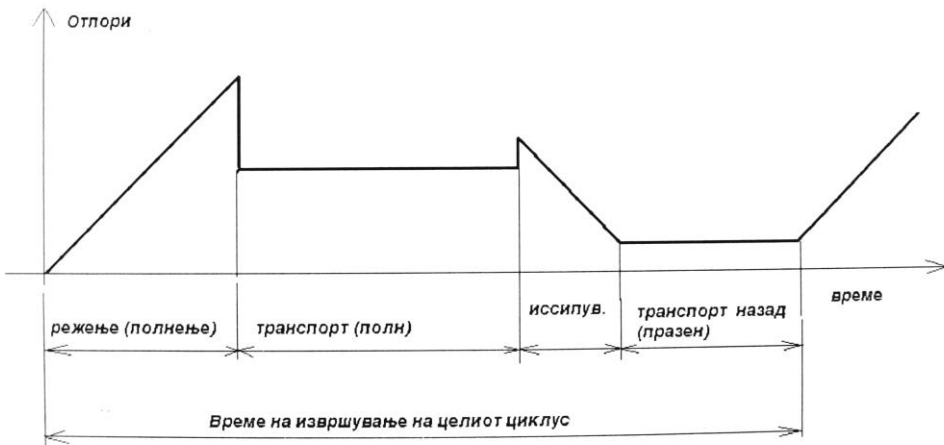 Отпори
време
режење (полнење)
транспорт (полн)
иссипув.
транспорт назад
(празен)
Време на извршување на целиот циклус